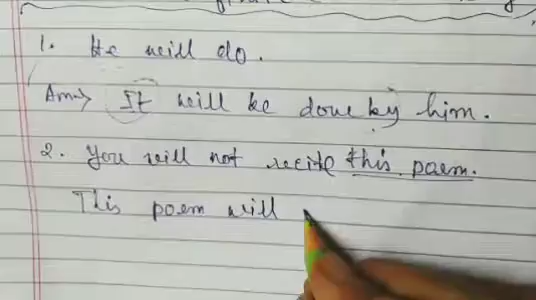 1. He will do.
Ans→ It will be done by him.
2. You will not recite this poem.
This poem will